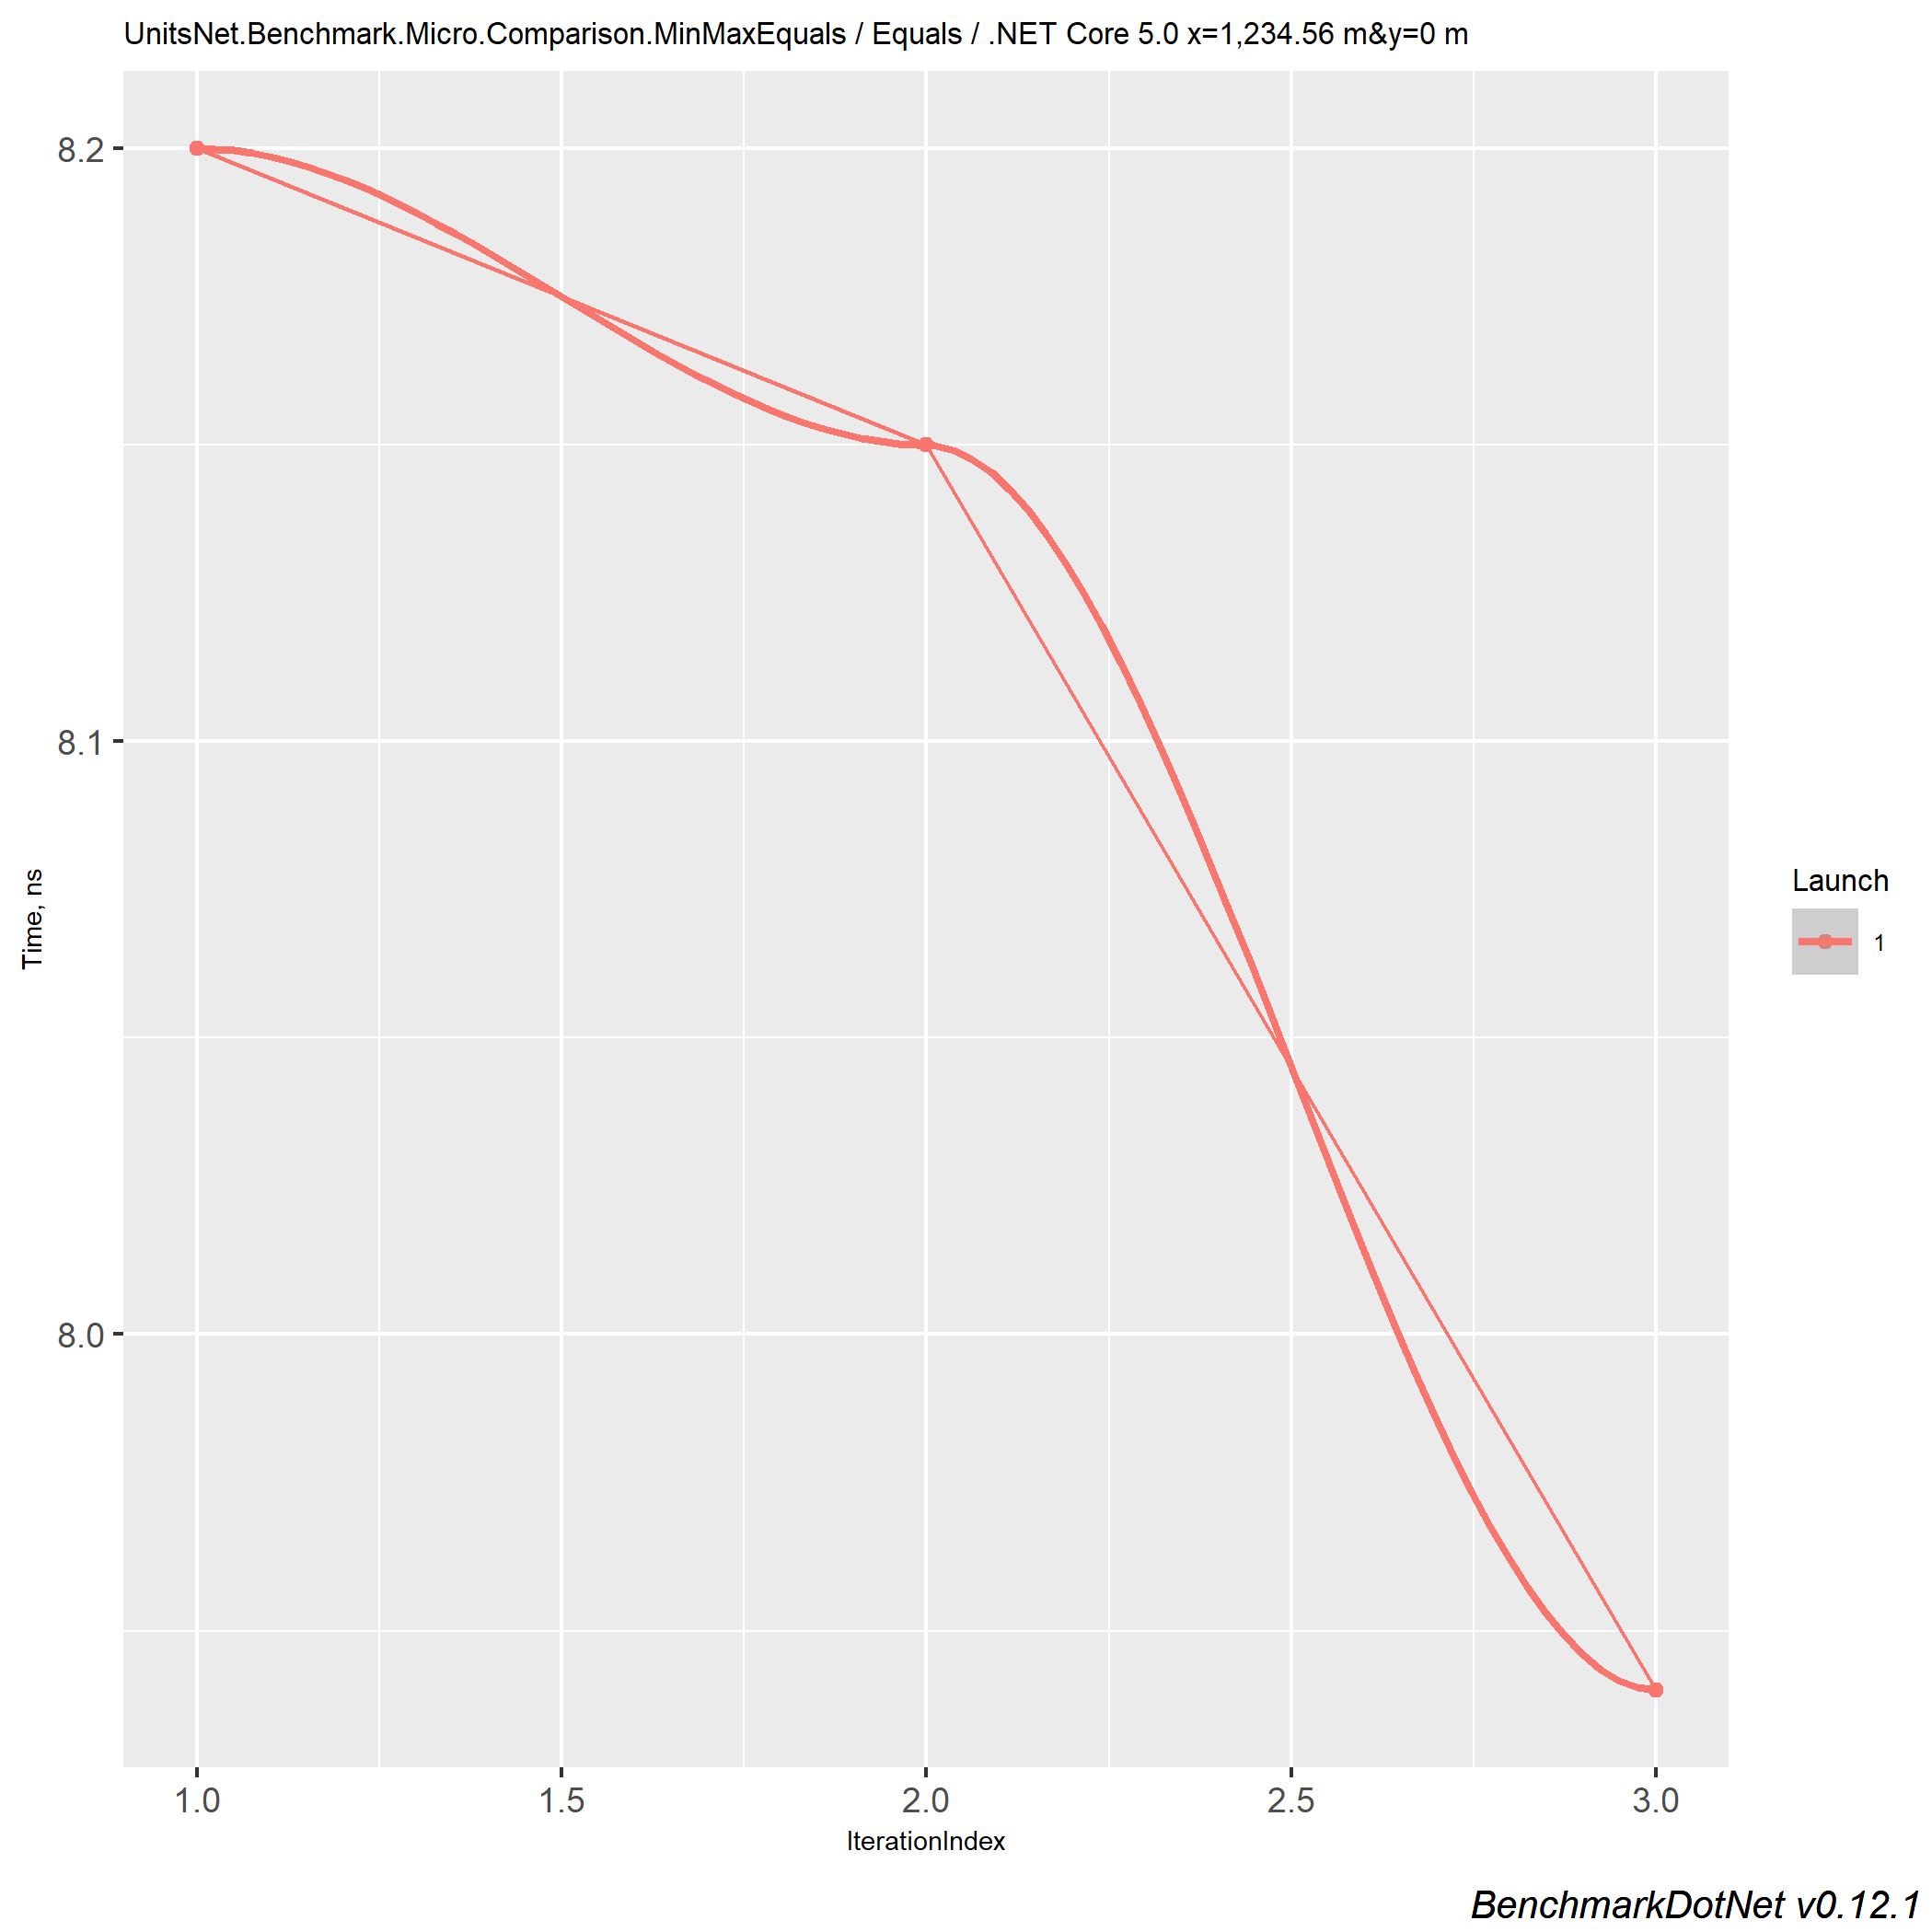 UnitsNet.Benchmark.Micro.Comparison.MinMaxEquals / Equals / .NET Core 5.0 x=1,234.56 m&y=0 m
8.2
8.1
8.0
Time, ns
Launch
1
1.0 1.5 2.0 2.5 3.0
IterationIndex
BenchmarkDotNet v0.12.1